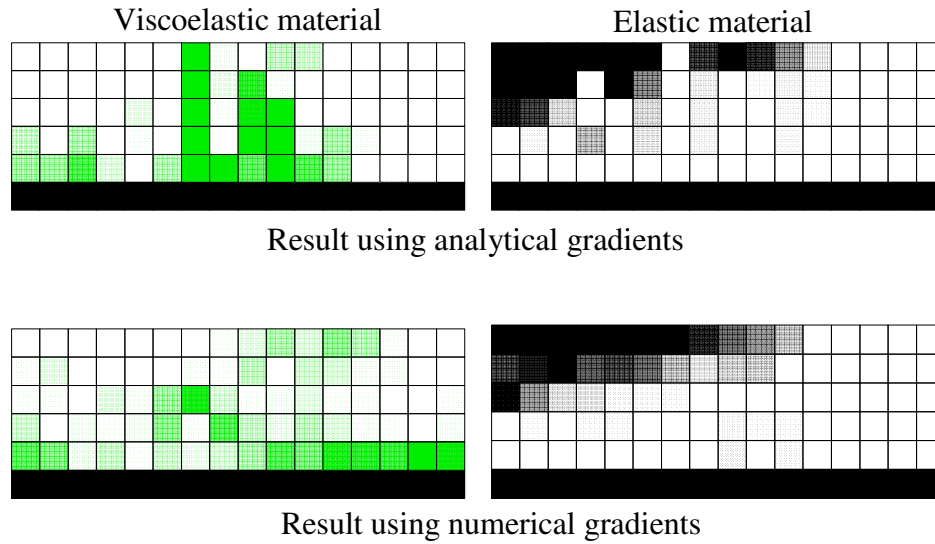 Viscoelastic material
Elastic material
Result using analytical gradients
Result using numerical gradients